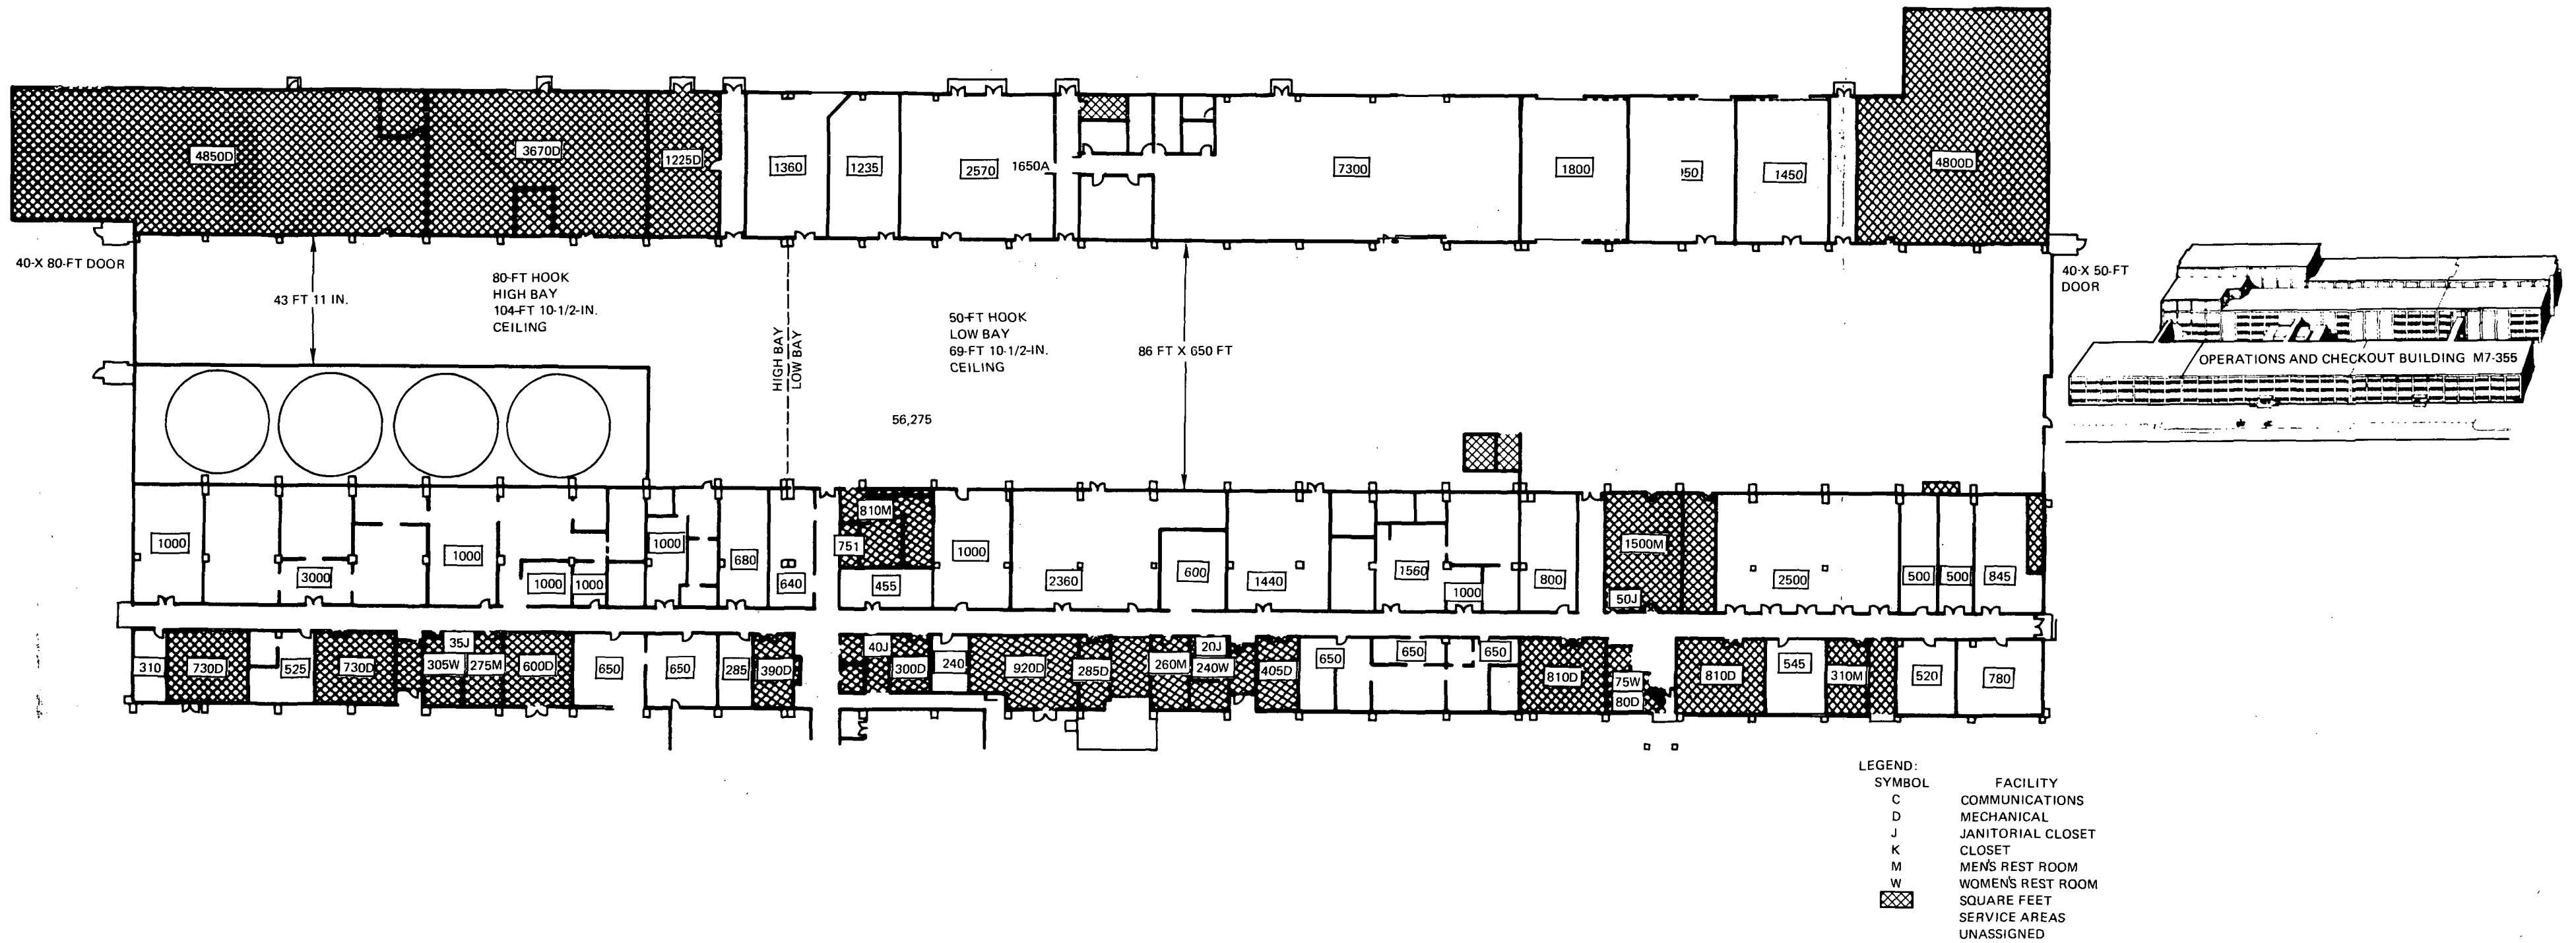 4850D
3670D
1225D
1360
1235
2570
1650A
7300
1800
1450
4800D
40-X 80-FT DOOR
43 FT 11 IN.
80-FT HOOK
HIGH BAY
104-FT 10-1/2-IN.
CEILING
HIGH BAY
LOW BAY
50-FT HOOK
LOW BAY
69-FT 10-1/2-IN.
CEILING
86 FT X 650 FT
56,275
40-X 50-FT
DOOR
OPERATIONS AND CHECKOUT BUILDING M7-355
1000
3000
1000
1000
1000
1000
680
640
810M
751
455
1000
2360
600
1440
1560
1000
800
1500M
50J
2500
500
500
845
310
730D
525
730D
35J
305W
275M
600D
650
650
285
390D
40J
300D
240
920D
285D
260M
20J
240W
405D
650
650
650
810D
75W
80D
810D
545
310M
520
780
LEGEND:
SYMBOL FACILITY
C COMMUNICATIONS
D MECHANICAL
J JANITORIAL CLOSET
K CLOSET
M MEN'S REST ROOM
W WOMEN'S REST ROOM
SQUARE FEET
SERVICE AREAS
UNASSIGNED